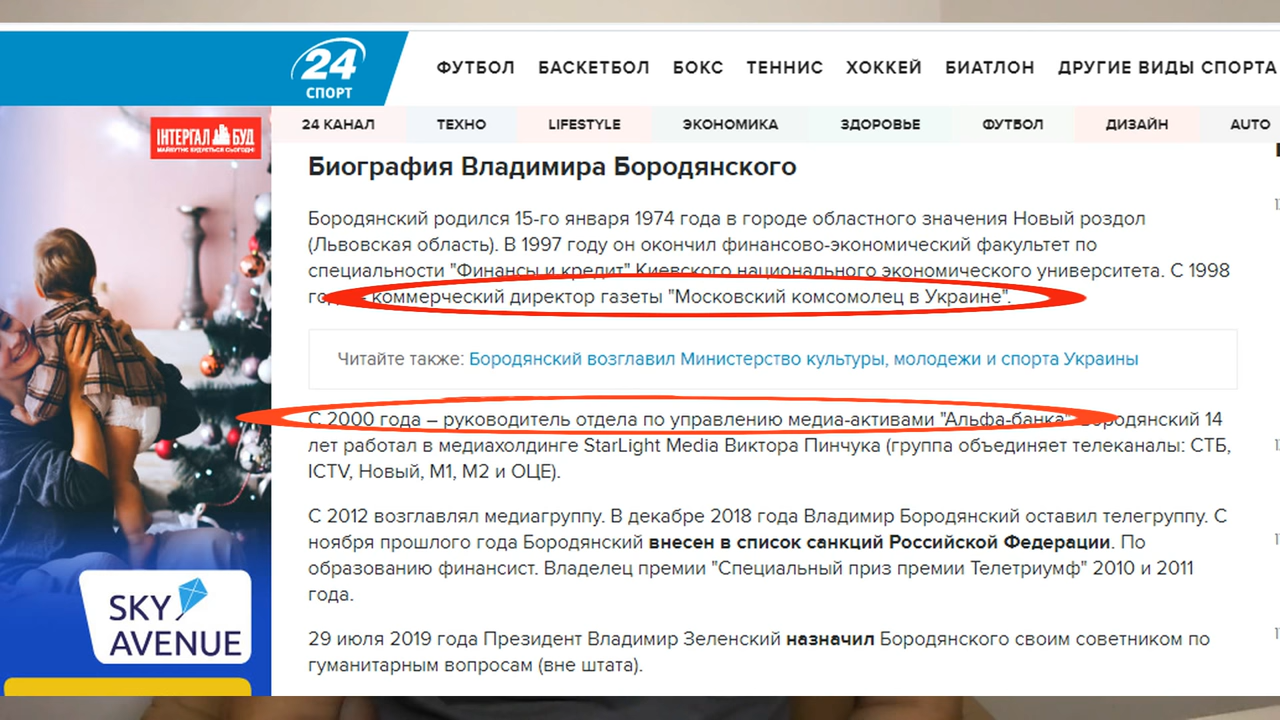 24
СПОРТ
ФУТБОЛ БАСКЕТБОЛ БОКС ТЕННИС ХОККЕЙ БИАТЛОН ДРУГИЕ ВИДЫ СПОРТА
24 КАНАЛ ТЕХНО LIFESTYLE ЭКОНОМИКА ЗДОРОВЬЕ ФУТБОЛ ДИЗАЙН AUTO
ІНТЕРГАЛ БУД
МАЙБУТНЄ БУДУЄТЬСЯ СЬОГОДНІ
Биография Владимира Бородянского
Бородянский родился 15-го января 1974 года в городе областного значения Новый роздол
(Львовская область). В 1997 году он окончил финансово-экономический факультет по
специальности "Финансы и кредит" Киевского национального экономического университета. С 1998
коммерческий директор газеты "Московский комсомолец в Украине".
Читайте также: Бородянский возглавил Министерство культуры, молодежи и спорта Украины
С 2000 года – руководитель отдела по управлению медиа-активами "Альфа-банка". Бородянский 14
лет работал в медиахолдинге StarLight Media Виктора Пинчука (группа объединяет телеканалы: СТБ,
ICTV, Новый, М1, М2 и ОЦЕ).
С 2012 возглавлял медиагруппу. В декабре 2018 года Владимир Бородянский оставил телегруппу. С
ноября прошлого года Бородянский внесен в список санкций Российской Федерации. По
образованию финансист. Владелец премии "Специальный приз премии Телетриумф" 2010 и 2011
года.
29 июля 2019 года Президент Владимир Зеленский назначил Бородянского своим советником по
гуманитарным вопросам (вне штата).
SKY
AVENUE